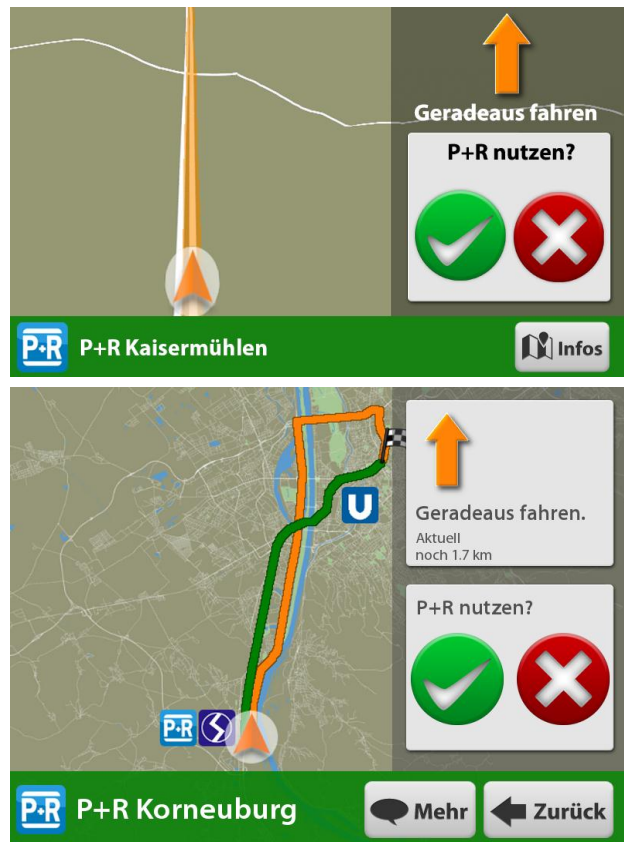 Geradeaus fahren
P+R nutzen?
P+R P+R Kaisermühlen
Infos
U
Geradeaus fahren.
Aktuell
noch 1.7 km
P+R nutzen?
P+R
P+R P+R Korneuburg
Mehr
Zurück